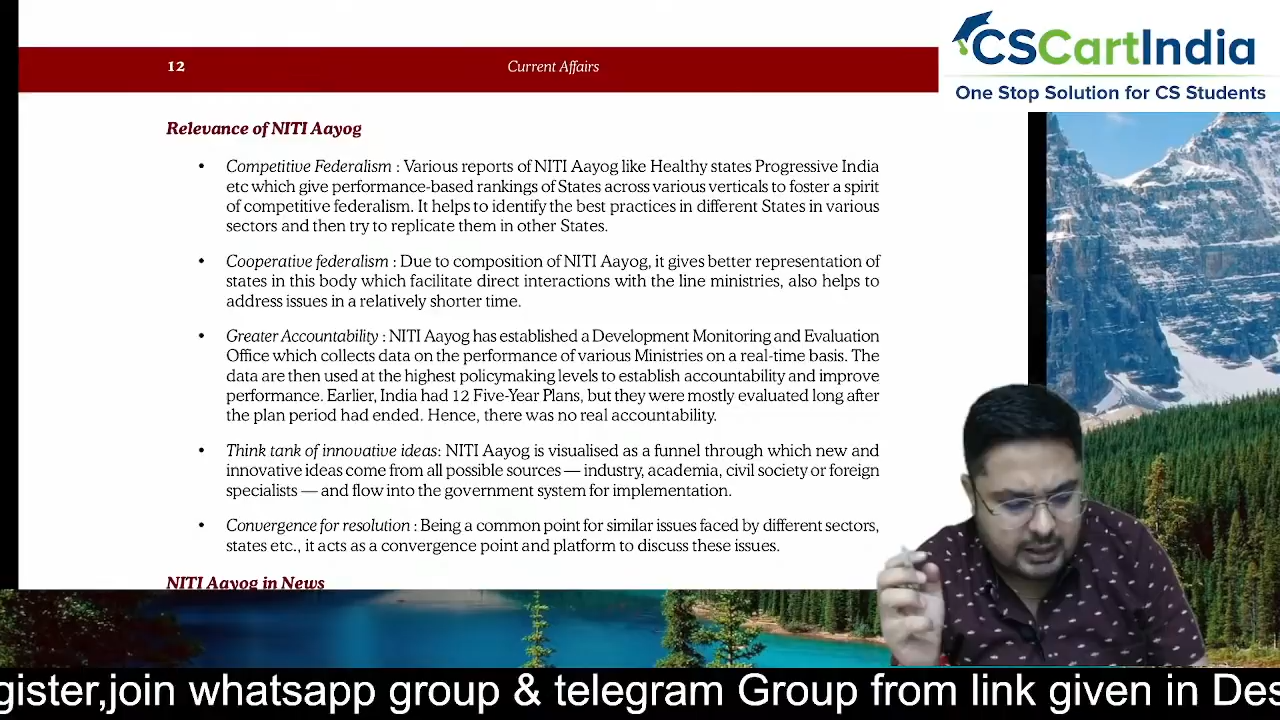 12 Current Affairs
CSCartIndia
One Stop Solution for CS Students
Relevance of NITI Aayog
• Competitive Federalism : Various reports of NITI Aayog like Healthy states Progressive India
etc which give performance-based rankings of States across various verticals to foster a spirit
of competitive federalism. It helps to identify the best practices in different States in various
sectors and then try to replicate them in other States.
• Cooperative federalism : Due to composition of NITI Aayog, it gives better representation of
states in this body which facilitate direct interactions with the line ministries, also helps to
address issues in a relatively shorter time.
• Greater Accountability : NITI Aayog has established a Development Monitoring and Evaluation
Office which collects data on the performance of various Ministries on a real-time basis. The
data are then used at the highest policymaking levels to establish accountability and improve
performance. Earlier, India had 12 Five-Year Plans, but they were mostly evaluated long after
the plan period had ended. Hence, there was no real accountability.
• Think tank of innovative ideas: NITI Aayog is visualised as a funnel through which new and
innovative ideas come from all possible sources — industry, academia, civil society or foreign
specialists — and flow into the government system for implementation.
• Convergence for resolution : Being a common point for similar issues faced by different sectors,
states etc., it acts as a convergence point and platform to discuss these issues.
NITI Aayog in News
gister,join whatsapp group & telegram Group from link given in Des